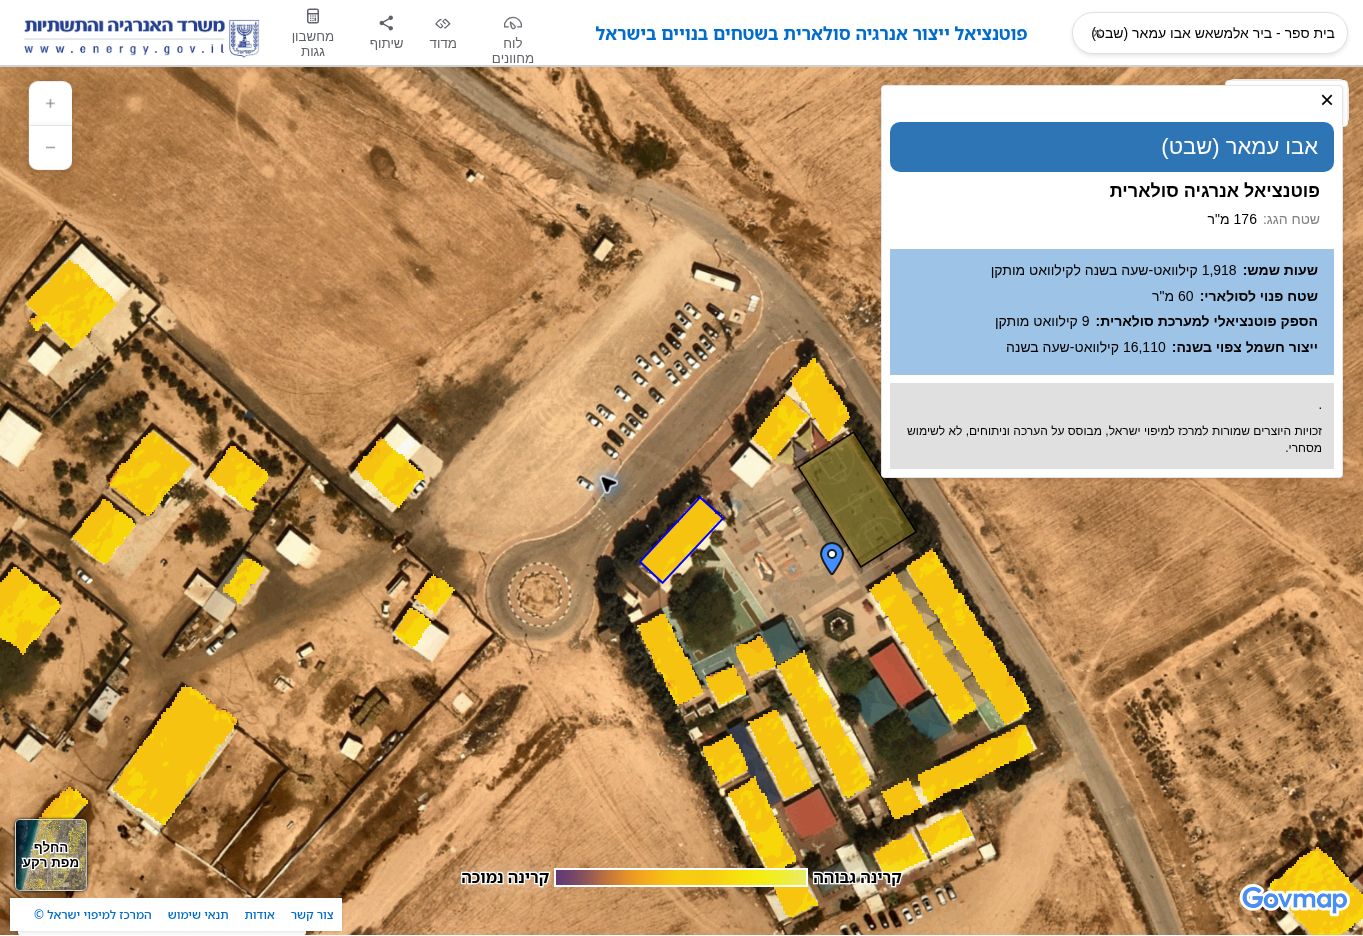 בית ספר - ביר אלמשאש אבו עמאר (שבט)
פוטנציאל ייצור אנרגיה סולארית בשטחים בנויים בישראל
לוח
מחוונים
מדוד
שיתוף
מחשבון
גגות
משרד האנרגיה והתשתיות
www.energy.gov.il
+
−
×
אבו עמאר (שבט)
פוטנציאל אנרגיה סולארית
שטח הגג: 176 מ"ר
שעות שמש: 1,918 קילוואט-שעה בשנה לקילוואט מותקן
שטח פנוי לסולארי: 60 מ"ר
הספק פוטנציאלי למערכת סולארית: 9 קילוואט מותקן
ייצור חשמל צפוי בשנה: 16,110 קילוואט-שעה בשנה
.
זכויות היוצרים שמורות למרכז למיפוי ישראל, מבוסס על הערכה וניתוחים, לא לשימוש
מסחרי.
החלף
מפת רקע
קרינה גבוהה
קרינה נמוכה
Govmap
צור קשר אודות תנאי שימוש המרכז למיפוי ישראל ©